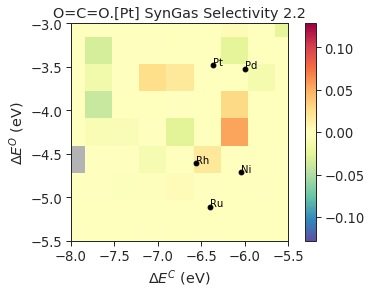 O=C=O.[Pt] SynGas Selectivity 2.2
−3.0
−3.5
−4.0
−4.5
−5.0
−5.5
ΔE^O (eV)
Pt
Pd
Rh
Ni
Ru
−8.0 −7.5 −7.0 −6.5 −6.0 −5.5
ΔE^C (eV)
0.10
0.05
0.00
−0.05
−0.10